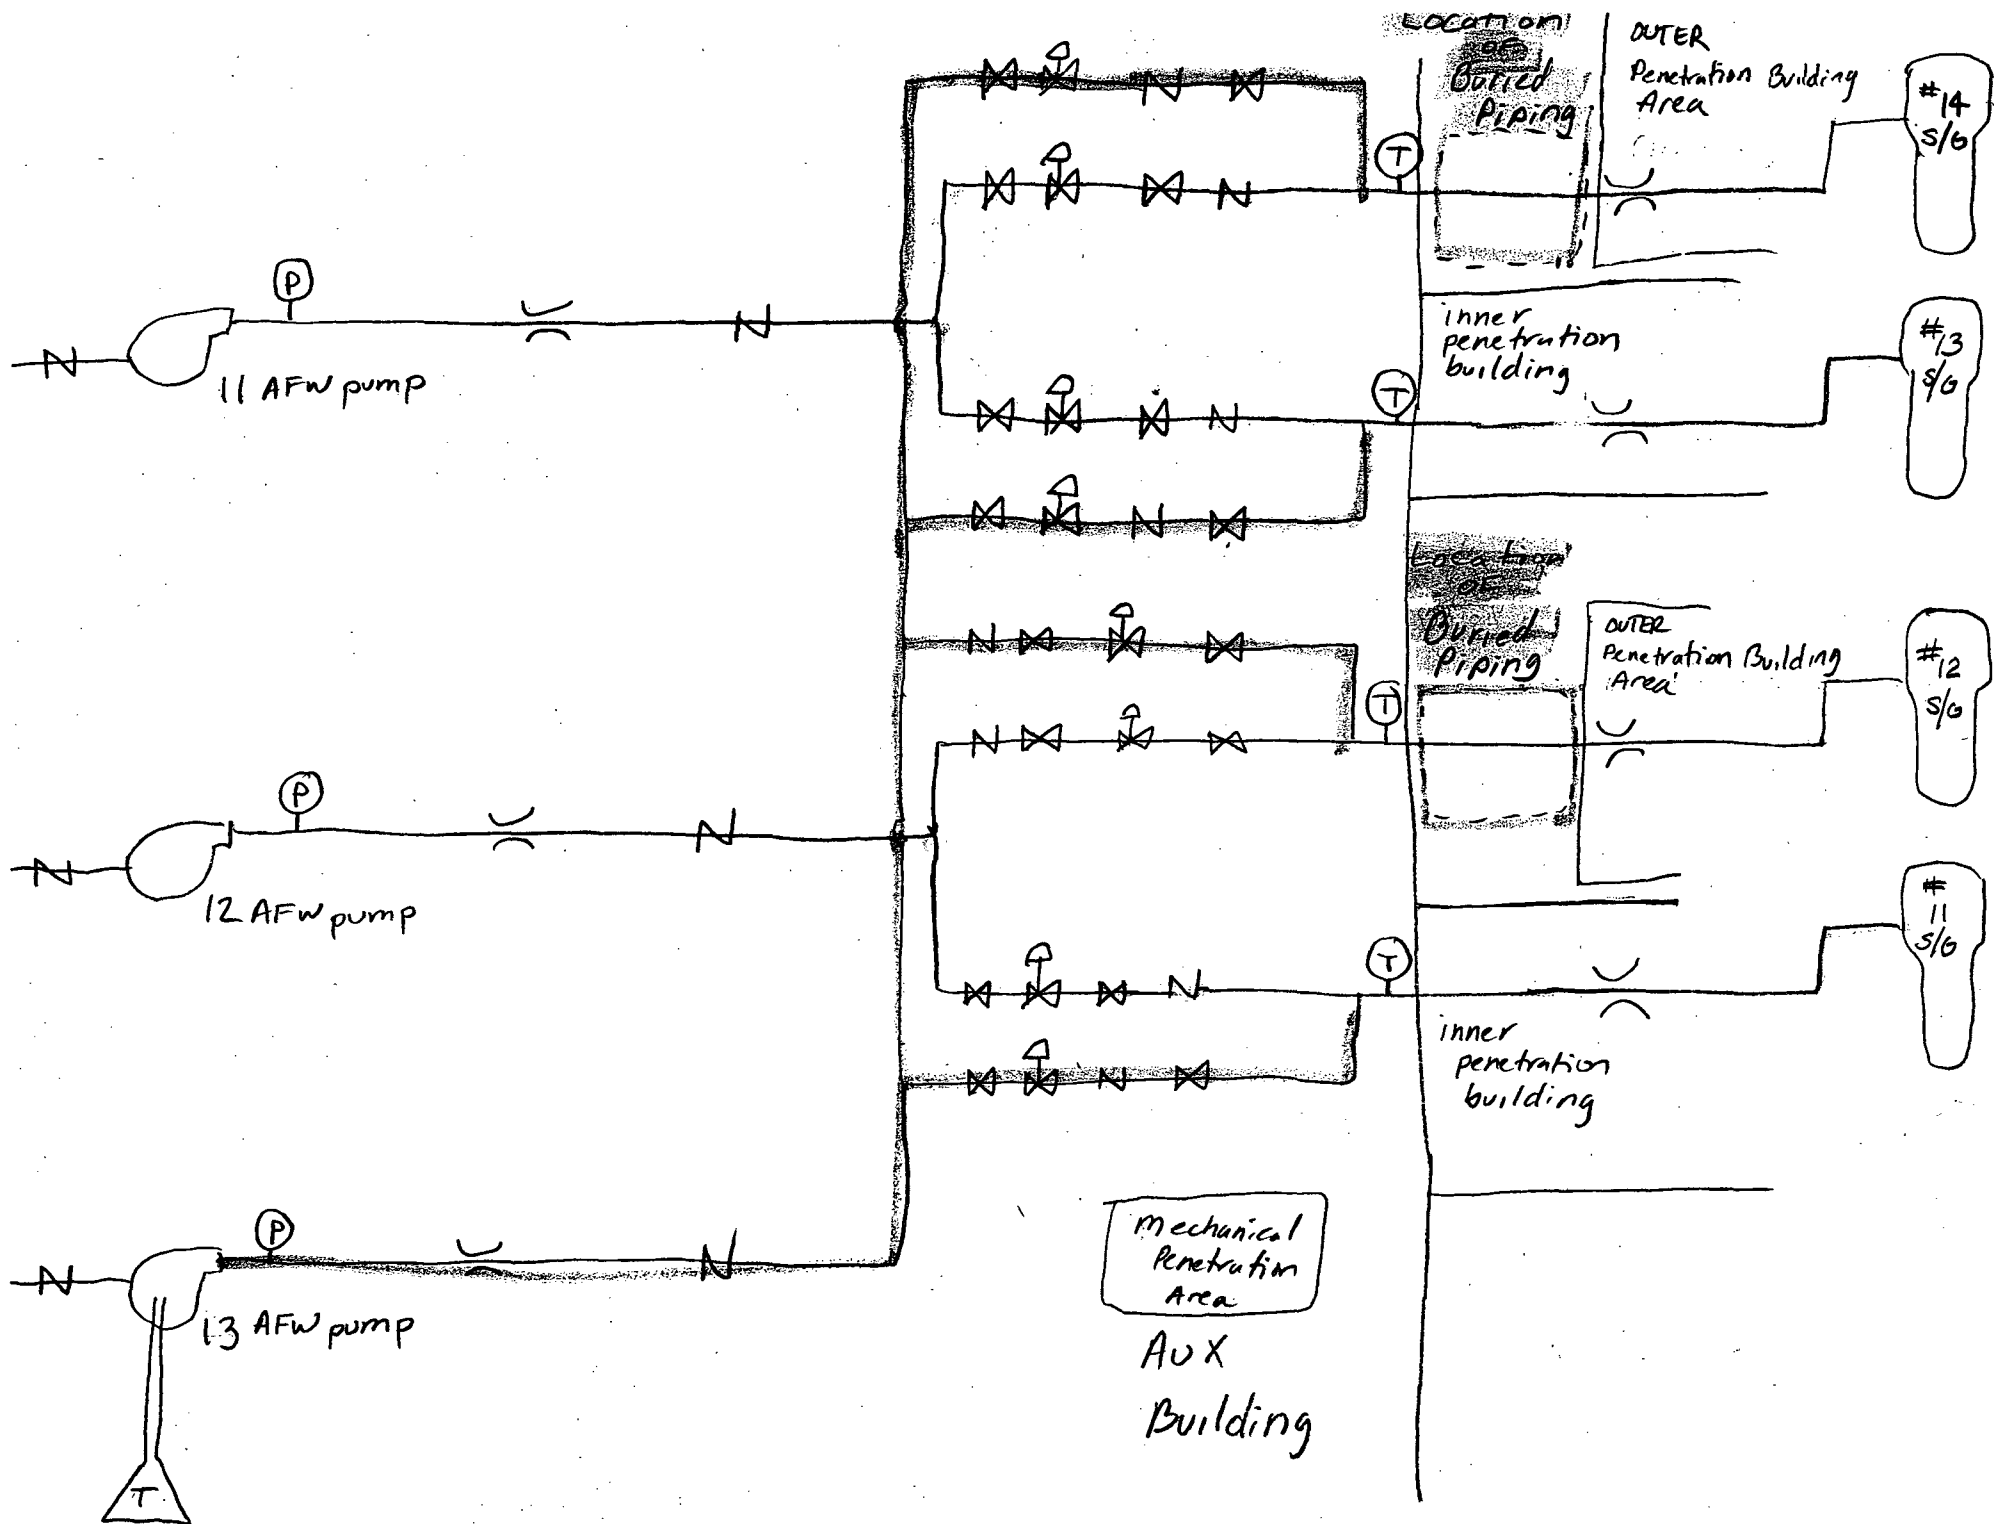 Location
of
Buried
Piping
OUTER
Penetration Building
Area
#14
S/G
T
P
11 AFW pump
inner
penetration
building
T
#13
S/G
Location
of
Buried
Piping
OUTER
Penetration Building
Area
#12
S/G
T
P
12 AFW pump
#
11
S/G
T
inner
penetration
building
P
13 AFW pump
T
Mechanical
Penetration
Area
Aux
Building